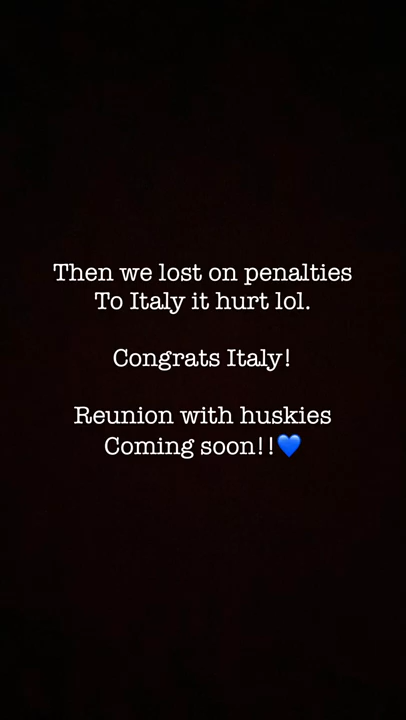 Then we lost on penalties
To Italy it hurt lol.
Congrats Italy!
Reunion with huskies
Coming soon!!💙